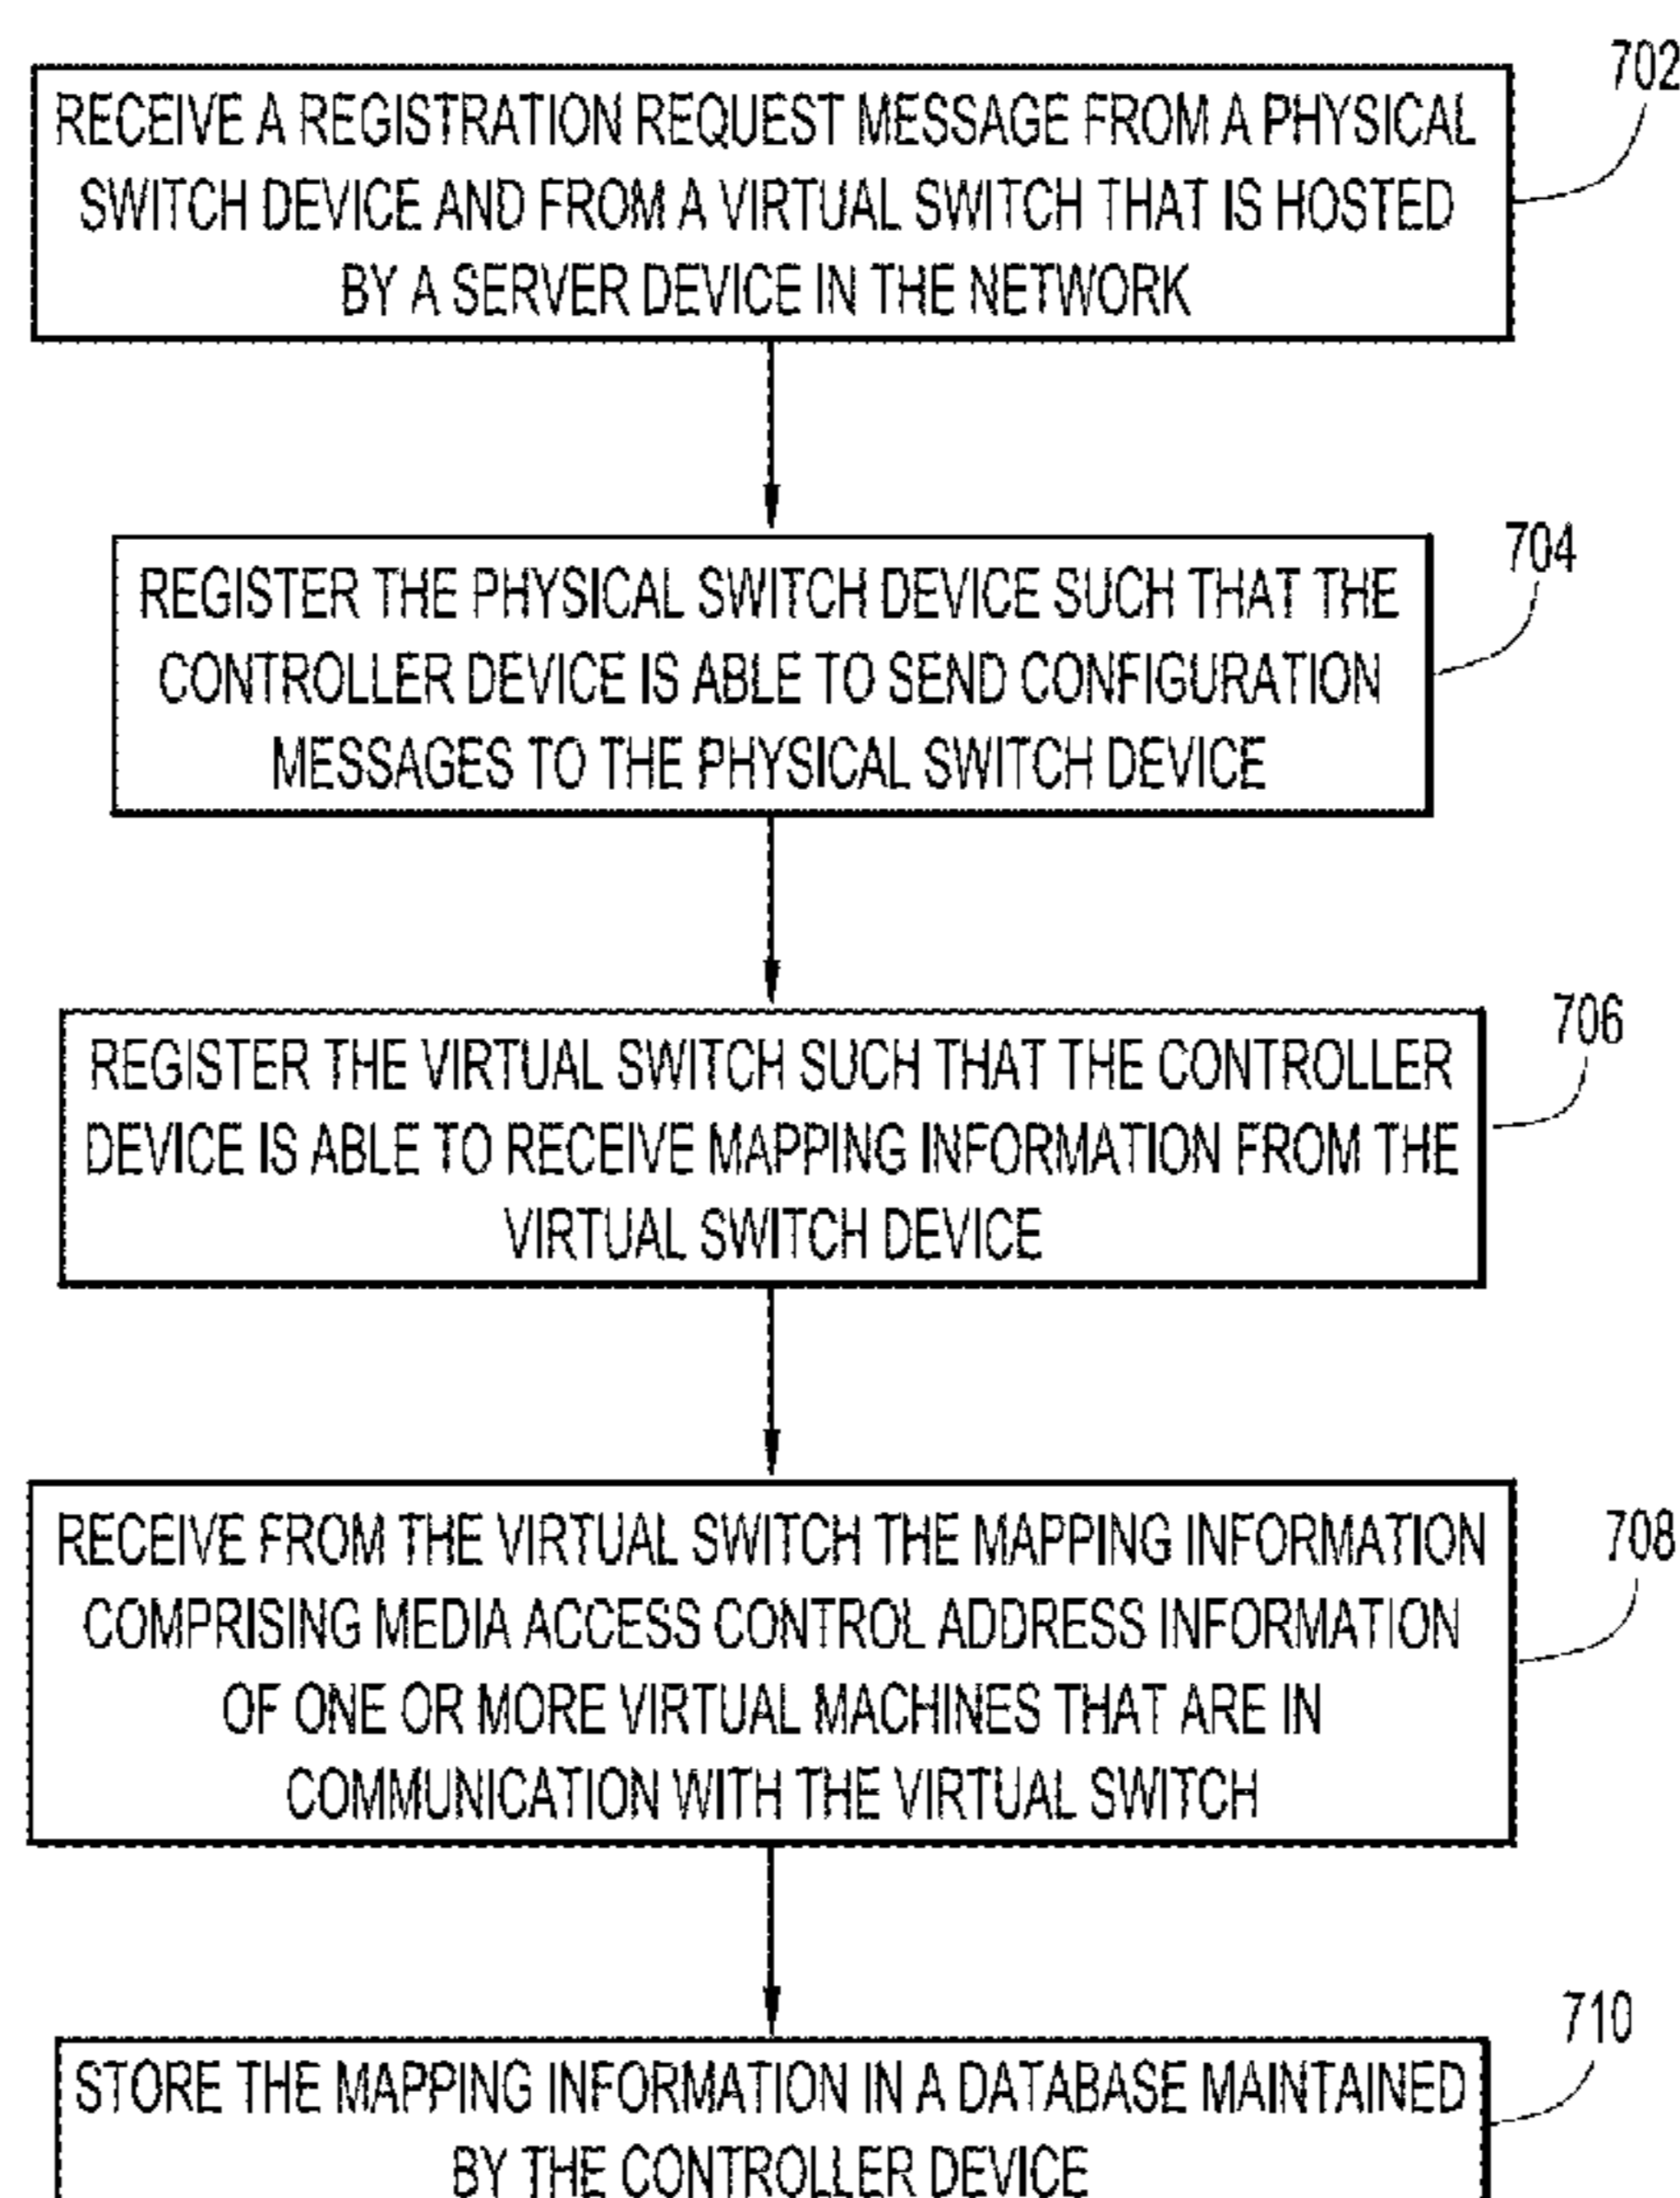 702
RECEIVE A REGISTRATION REQUEST MESSAGE FROM A PHYSICAL
SWITCH DEVICE AND FROM A VIRTUAL SWITCH THAT IS HOSTED
BY A SERVER DEVICE IN THE NETWORK
704
REGISTER THE PHYSICAL SWITCH DEVICE SUCH THAT THE
CONTROLLER DEVICE IS ABLE TO SEND CONFIGURATION
MESSAGES TO THE PHYSICAL SWITCH DEVICE
706
REGISTER THE VIRTUAL SWITCH SUCH THAT THE CONTROLLER
DEVICE IS ABLE TO RECEIVE MAPPING INFORMATION FROM THE
VIRTUAL SWITCH DEVICE
708
RECEIVE FROM THE VIRTUAL SWITCH THE MAPPING INFORMATION
COMPRISING MEDIA ACCESS CONTROL ADDRESS INFORMATION
OF ONE OR MORE VIRTUAL MACHINES THAT ARE IN
COMMUNICATION WITH THE VIRTUAL SWITCH
710
STORE THE MAPPING INFORMATION IN A DATABASE MAINTAINED
BY THE CONTROLLER DEVICE